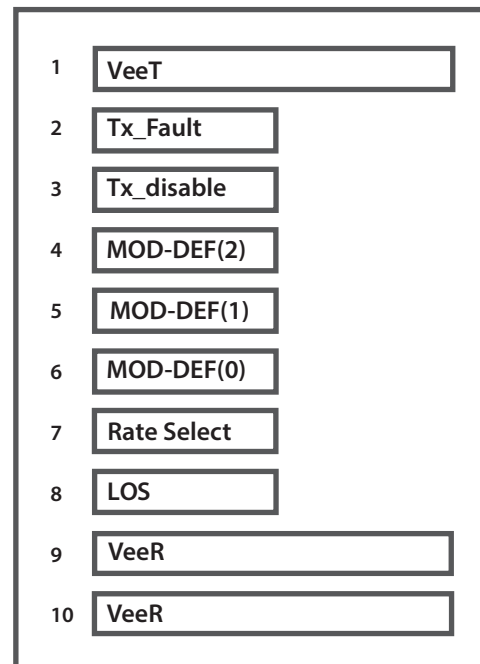 1 VeeT
2 Tx_Fault
3 Tx_disable
4 MOD-DEF(2)
5 MOD-DEF(1)
6 MOD-DEF(0)
7 Rate Select
8 LOS
9 VeeR
10 VeeR